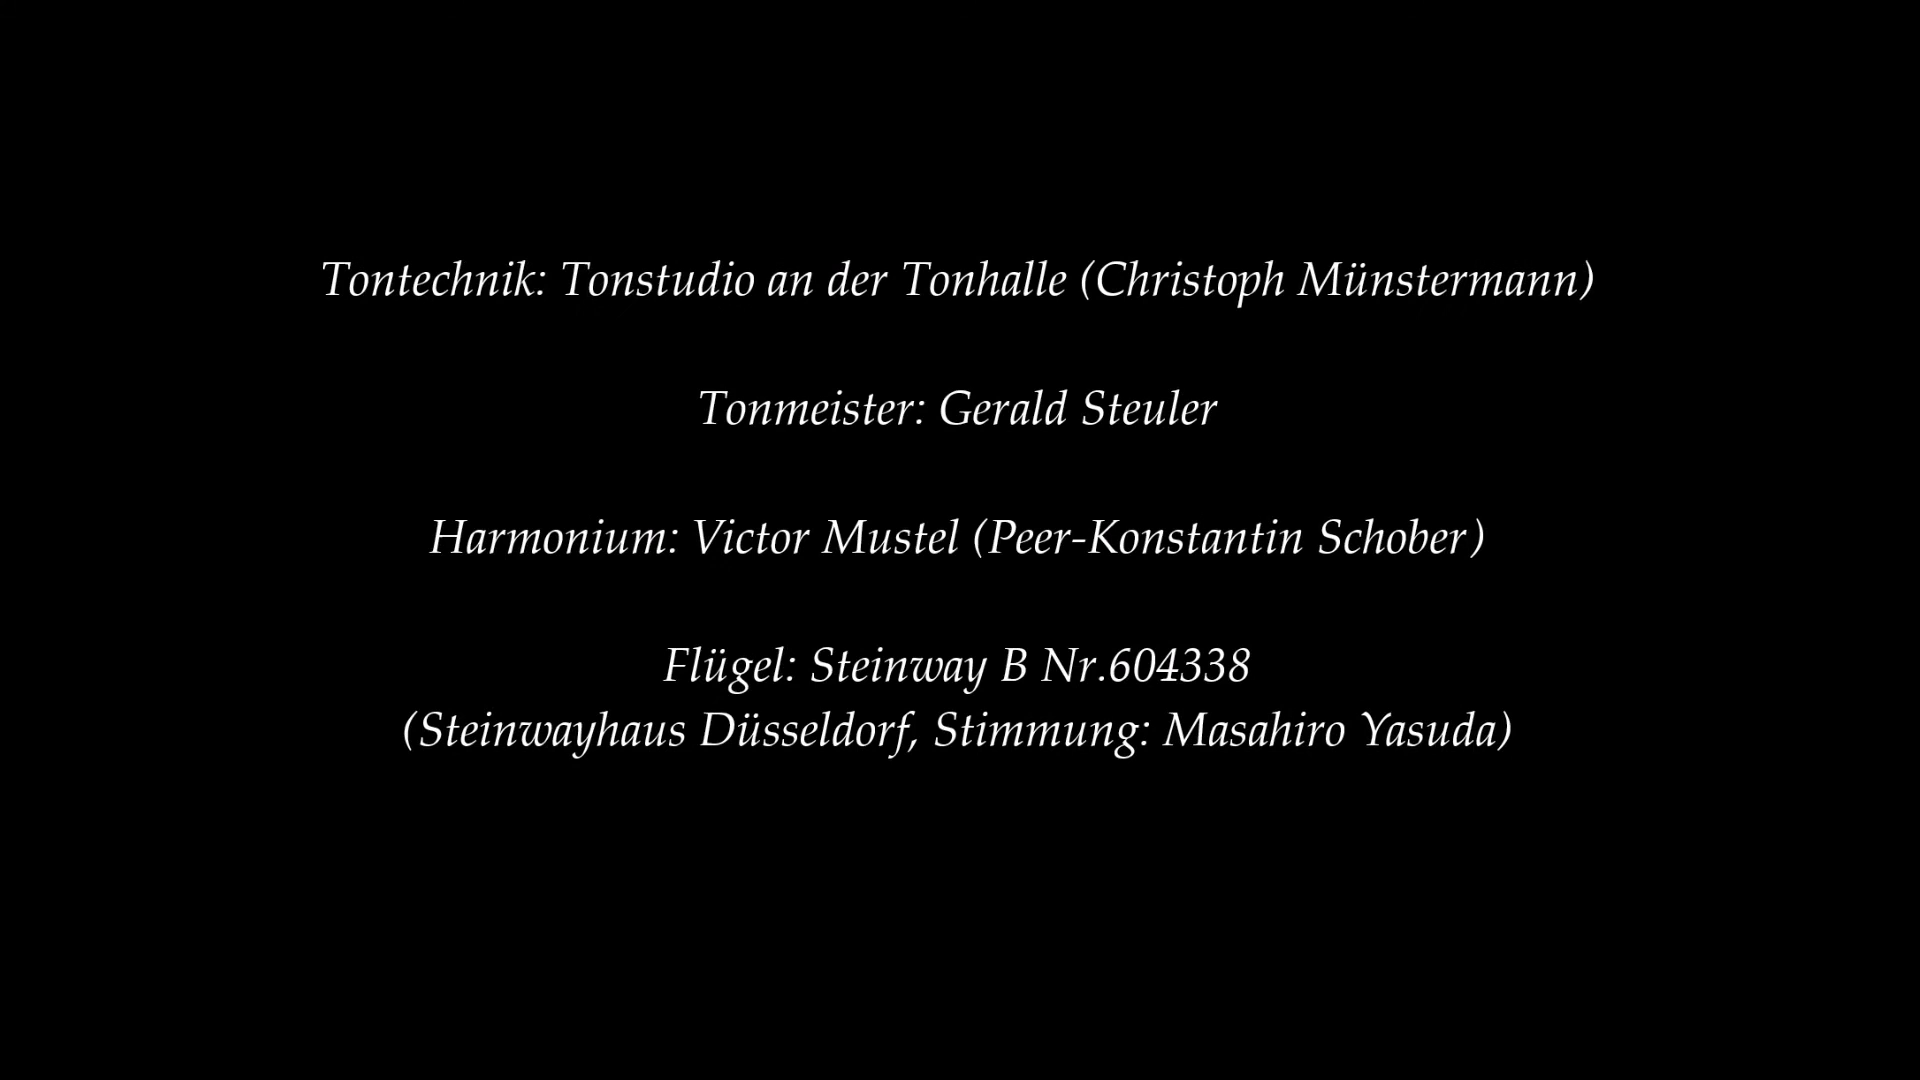 Tontechnik: Tonstudio an der Tonhalle (Christoph Münstermann)
Tonmeister: Gerald Steuler
Harmonium: Victor Mustel (Peer-Konstantin Schober)
Flügel: Steinway B Nr.604338
(Steinwayhaus Düsseldorf, Stimmung: Masahiro Yasuda)